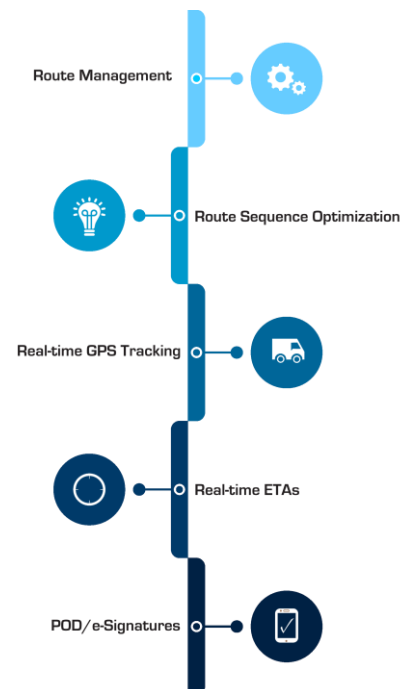 Route Management
Route Sequence Optimization
Real-time GPS Tracking
Real-time ETAs
POD/e-Signatures